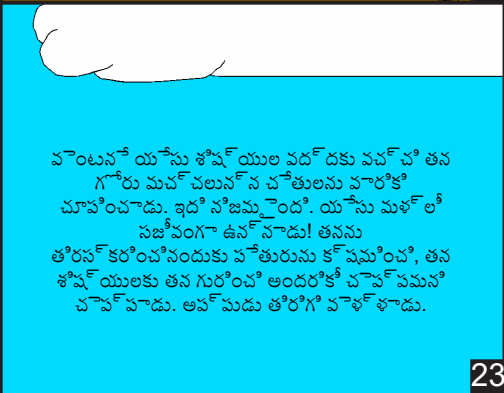 వెంటనే యేసు శిష్యుల వద్దకు వచ్చి తన
గోరు మచ్చలున్న చేతులను వారికి
చూపించాడు. ఇది నిజమైంది. యేసు మళ్లీ
సజీవంగా ఉన్నాడు! తనను
తిరస్కరించినందుకు పేతురును క్షమించి, తన
శిష్యులకు తన గురించి అందరికీ చెప్పమని
చెప్పాడు. అప్పుడు తిరిగి వెళ్ళాడు.
23